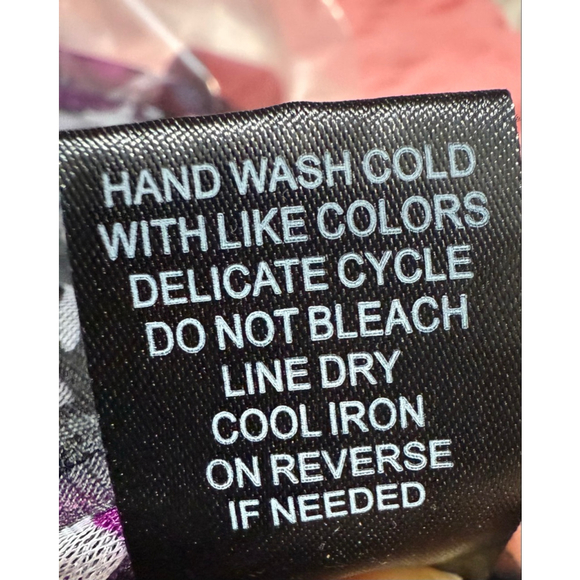 HAND WASH COLD
WITH LIKE COLORS
DELICATE CYCLE
DO NOT BLEACH
LINE DRY
COOL IRON
ON REVERSE
IF NEEDED